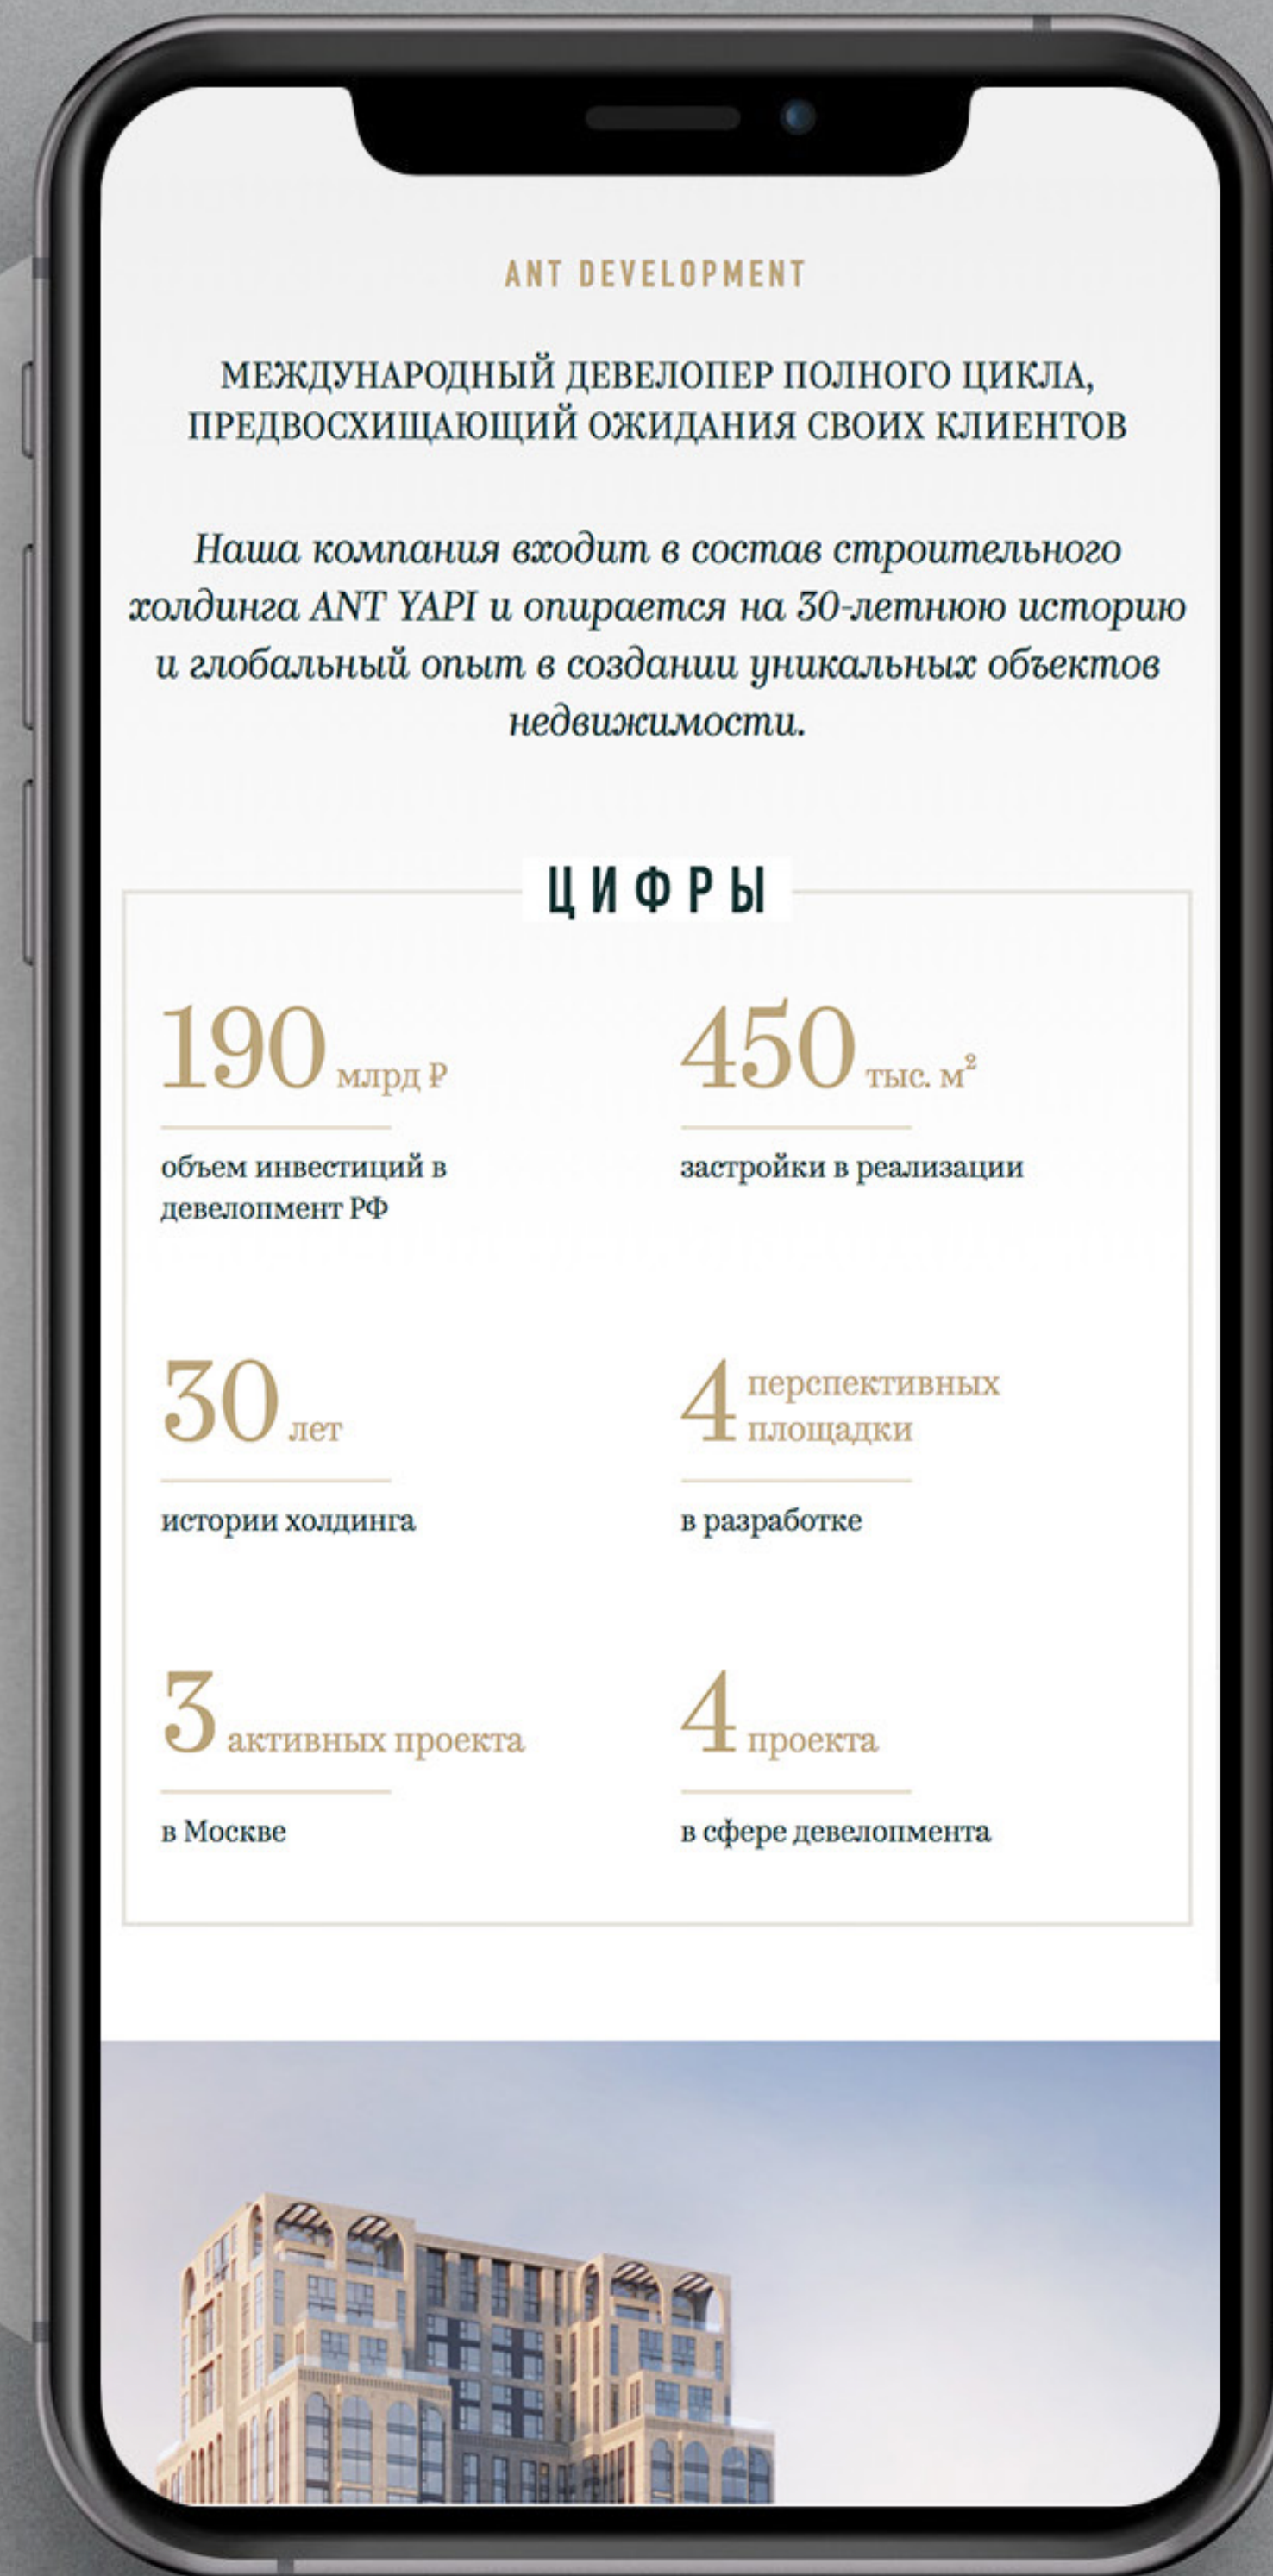 ANT DEVELOPMENT
МЕЖДУНАРОДНЫЙ ДЕВЕЛОПЕР ПОЛНОГО ЦИКЛА,
ПРЕДВОСХИЩАЮЩИЙ ОЖИДАНИЯ СВОИХ КЛИЕНТОВ
Наша компания входит в состав строительного
холдинга ANT YAPI и опирается на 30-летнюю историю
и глобальный опыт в создании уникальных объектов
недвижимости.
ЦИФРЫ
190 млрд ₽
объем инвестиций в
девелопмент РФ
450 тыс. м²
застройки в реализации
30 лет
истории холдинга
4 перспективных
площадки
в разработке
3 активных проекта
в Москве
4 проекта
в сфере девелопмента